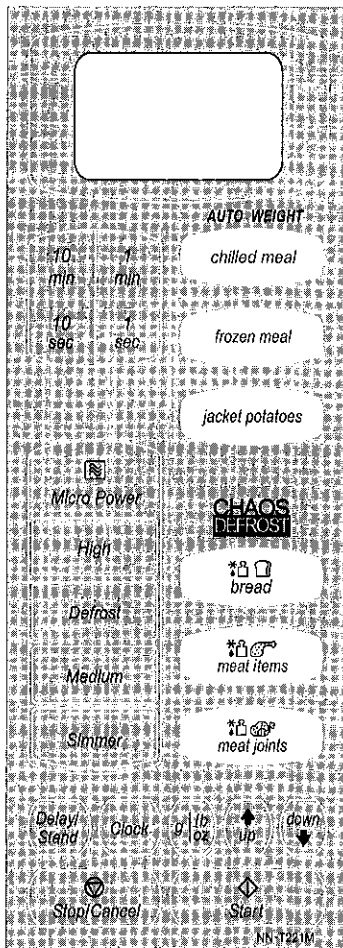 AUTO WEIGHT
10 min
1 min
chilled meal
10 sec
1 sec
frozen meal
jacket potatoes
Micro Power
CHAOS
DEFROST
High
bread
Defrost
meat items
Medium
meat joints
Simmer
Delay/
Stand
Clock
g
lb
oz
up
down
Stop/Cancel
Start
NN-T221M